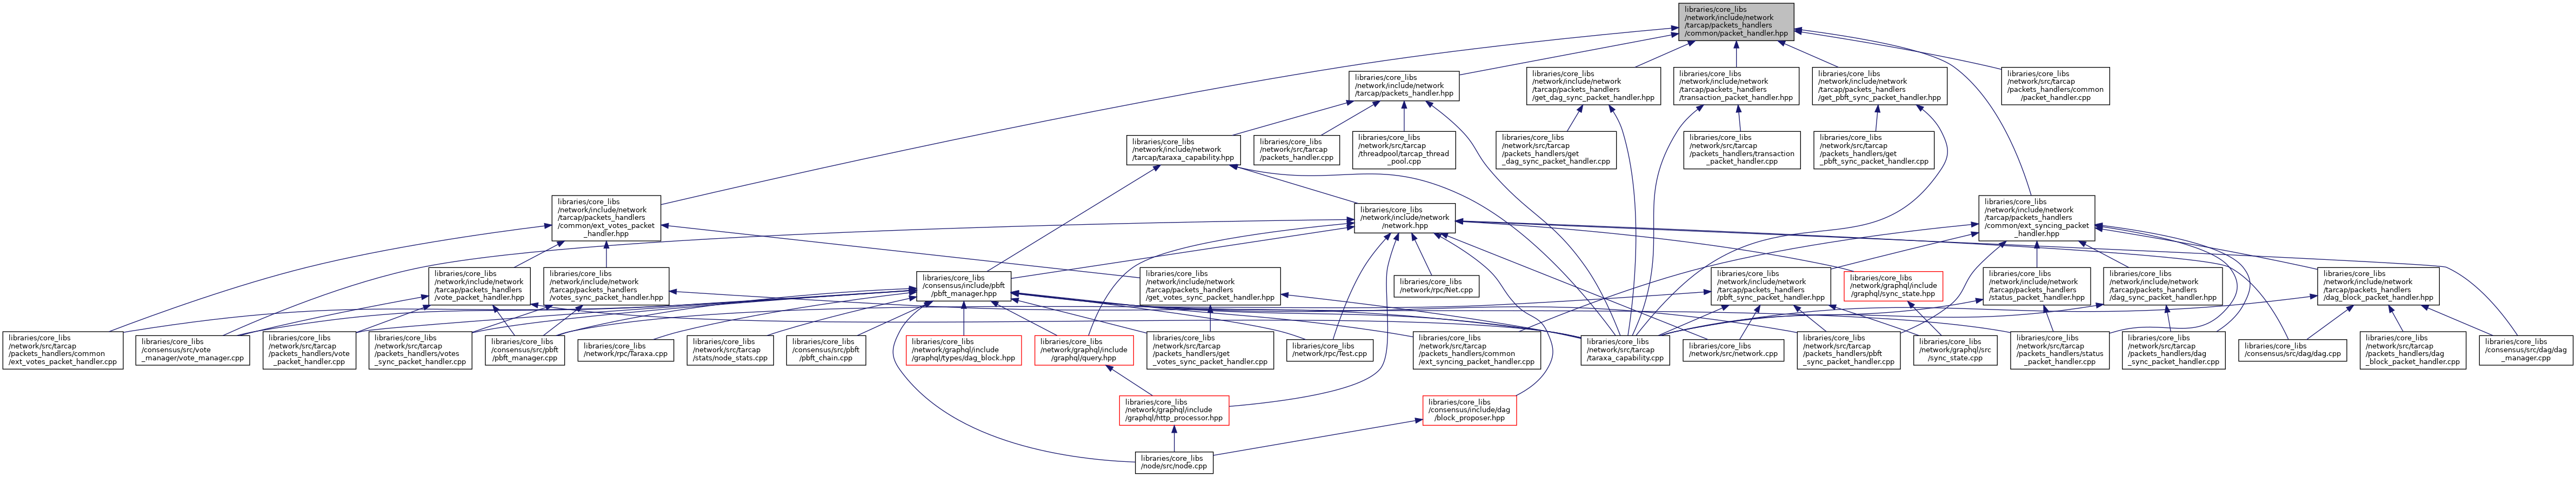 libraries/core_libs
/network/include/network
/tarcap/packets_handlers
/common/packet_handler.hpp
libraries/core_libs
/network/include/network
/tarcap/packets_handler.hpp
libraries/core_libs
/network/include/network
/tarcap/packets_handlers
/get_dag_sync_packet_handler.hpp
libraries/core_libs
/network/include/network
/tarcap/packets_handlers
/transaction_packet_handler.hpp
libraries/core_libs
/network/include/network
/tarcap/packets_handlers
/get_pbft_sync_packet_handler.hpp
libraries/core_libs
/network/src/tarcap
/packets_handlers/common
/packet_handler.cpp
libraries/core_libs
/network/include/network
/tarcap/taraxa_capability.hpp
libraries/core_libs
/network/src/tarcap
/packets_handler.cpp
libraries/core_libs
/network/src/tarcap
/threadpool/tarcap_thread
_pool.cpp
libraries/core_libs
/network/src/tarcap
/packets_handlers/get
_dag_sync_packet_handler.cpp
libraries/core_libs
/network/src/tarcap
/packets_handlers/transaction
_packet_handler.cpp
libraries/core_libs
/network/src/tarcap
/packets_handlers/get
_pbft_sync_packet_handler.cpp
libraries/core_libs
/network/include/network
/tarcap/packets_handlers
/common/ext_votes_packet
_handler.hpp
libraries/core_libs
/network/include/network
/network.hpp
libraries/core_libs
/network/include/network
/tarcap/packets_handlers
/common/ext_syncing_packet
_handler.hpp
libraries/core_libs
/network/include/network
/tarcap/packets_handlers
/vote_packet_handler.hpp
libraries/core_libs
/network/include/network
/tarcap/packets_handlers
/votes_sync_packet_handler.hpp
libraries/core_libs
/consensus/include/pbft
/pbft_manager.hpp
libraries/core_libs
/network/include/network
/tarcap/packets_handlers
/get_votes_sync_packet_handler.hpp
libraries/core_libs
/network/rpc/Net.cpp
libraries/core_libs
/network/include/network
/tarcap/packets_handlers
/pbft_sync_packet_handler.hpp
libraries/core_libs
/network/graphql/include
/graphql/sync_state.hpp
libraries/core_libs
/network/include/network
/tarcap/packets_handlers
/status_packet_handler.hpp
libraries/core_libs
/network/include/network
/tarcap/packets_handlers
/dag_sync_packet_handler.hpp
libraries/core_libs
/network/include/network
/tarcap/packets_handlers
/dag_block_packet_handler.hpp
libraries/core_libs
/network/src/tarcap
/packets_handlers/common
/ext_votes_packet_handler.cpp
libraries/core_libs
/consensus/src/vote
_manager/vote_manager.cpp
libraries/core_libs
/network/src/tarcap
/packets_handlers/vote
_packet_handler.cpp
libraries/core_libs
/network/src/tarcap
/packets_handlers/votes
_sync_packet_handler.cpp
libraries/core_libs
/consensus/src/pbft
/pbft_manager.cpp
libraries/core_libs
/network/rpc/Taraxa.cpp
libraries/core_libs
/network/src/tarcap
/stats/node_stats.cpp
libraries/core_libs
/consensus/src/pbft
/pbft_chain.cpp
libraries/core_libs
/network/graphql/include
/graphql/types/dag_block.hpp
libraries/core_libs
/network/graphql/include
/graphql/query.hpp
libraries/core_libs
/network/src/tarcap
/packets_handlers/get
_votes_sync_packet_handler.cpp
libraries/core_libs
/network/rpc/Test.cpp
libraries/core_libs
/network/src/tarcap
/packets_handlers/common
/ext_syncing_packet_handler.cpp
libraries/core_libs
/network/src/tarcap
/taraxa_capability.cpp
libraries/core_libs
/network/src/network.cpp
libraries/core_libs
/network/src/tarcap
/packets_handlers/pbft
_sync_packet_handler.cpp
libraries/core_libs
/network/graphql/src
/sync_state.cpp
libraries/core_libs
/network/src/tarcap
/packets_handlers/status
_packet_handler.cpp
libraries/core_libs
/network/src/tarcap
/packets_handlers/dag
_sync_packet_handler.cpp
libraries/core_libs
/consensus/src/dag/dag.cpp
libraries/core_libs
/network/src/tarcap
/packets_handlers/dag
_block_packet_handler.cpp
libraries/core_libs
/consensus/src/dag/dag
_manager.cpp
libraries/core_libs
/network/graphql/include
/graphql/http_processor.hpp
libraries/core_libs
/consensus/include/dag
/block_proposer.hpp
libraries/core_libs
/node/src/node.cpp